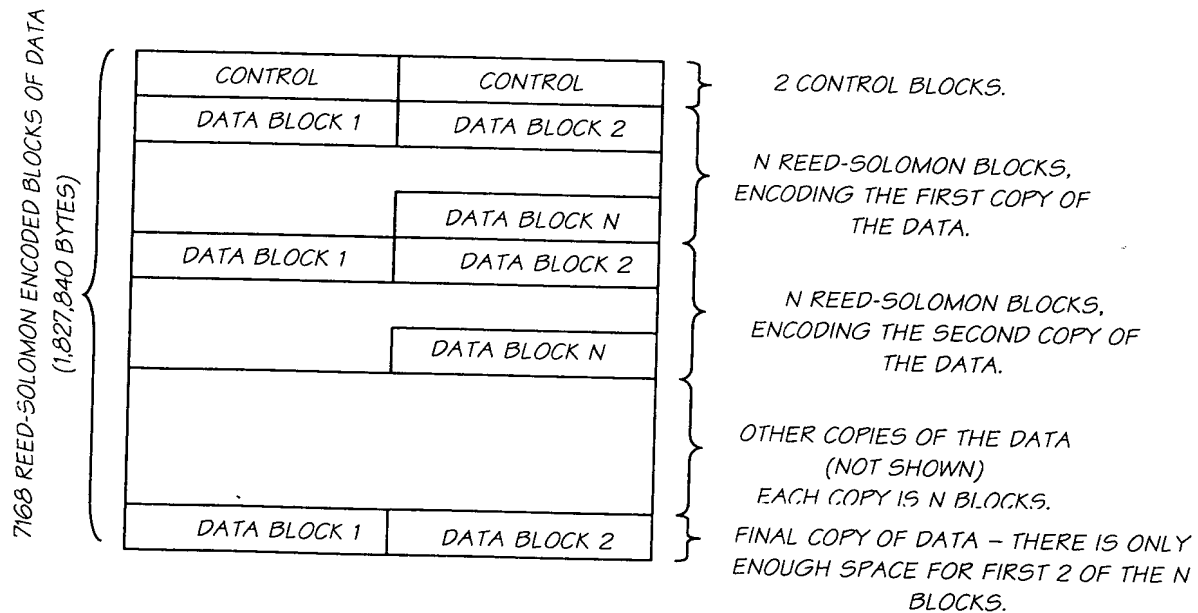 7168 REED-SOLOMON ENCODED BLOCKS OF DATA
(1,827,840 BYTES)
CONTROL CONTROL
2 CONTROL BLOCKS.
DATA BLOCK 1 DATA BLOCK 2
DATA BLOCK N
N REED-SOLOMON BLOCKS,
ENCODING THE FIRST COPY OF
THE DATA.
DATA BLOCK 1 DATA BLOCK 2
DATA BLOCK N
N REED-SOLOMON BLOCKS,
ENCODING THE SECOND COPY OF
THE DATA.
OTHER COPIES OF THE DATA
(NOT SHOWN)
EACH COPY IS N BLOCKS.
DATA BLOCK 1 DATA BLOCK 2
FINAL COPY OF DATA – THERE IS ONLY
ENOUGH SPACE FOR FIRST 2 OF THE N
BLOCKS.